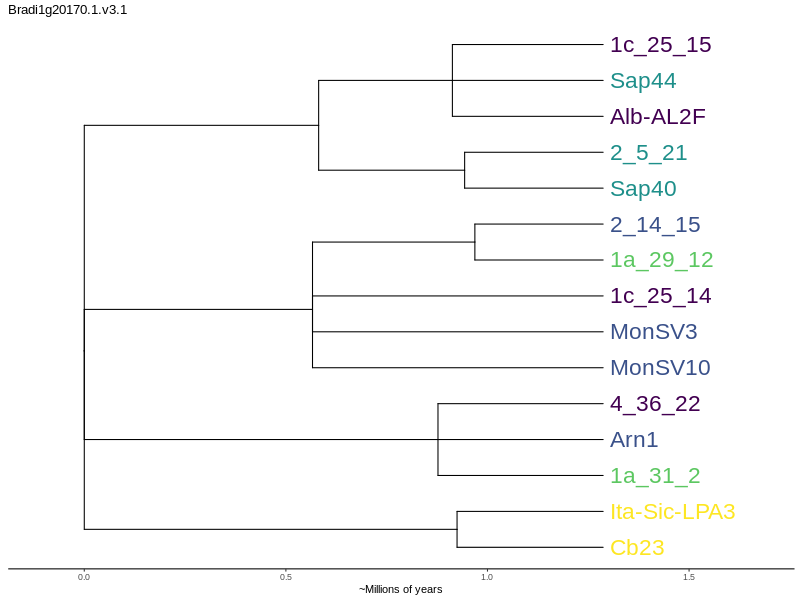 Bradi1g20170.1.v3.1
1c_25_15
Sap44
Alb-AL2F
2_5_21
Sap40
2_14_15
1a_29_12
1c_25_14
MonSV3
MonSV10
4_36_22
Arn1
1a_31_2
Ita-Sic-LPA3
Cb23
0.0 0.5 1.0 1.5
~Millions of years